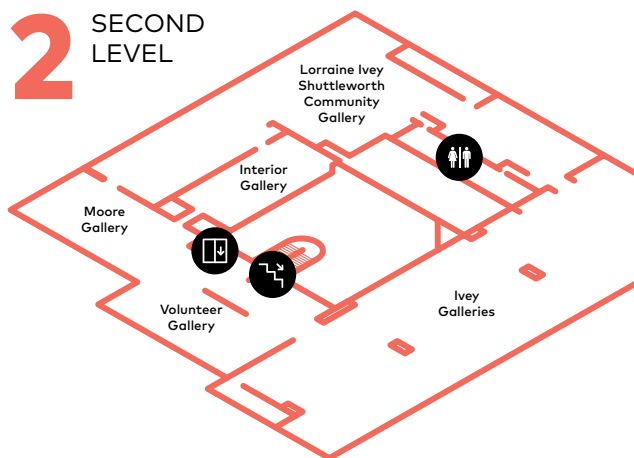 2
SECOND
LEVEL
Lorraine Ivey
Shuttleworth
Community
Gallery
Interior
Gallery
Moore
Gallery
Volunteer
Gallery
Ivey
Galleries